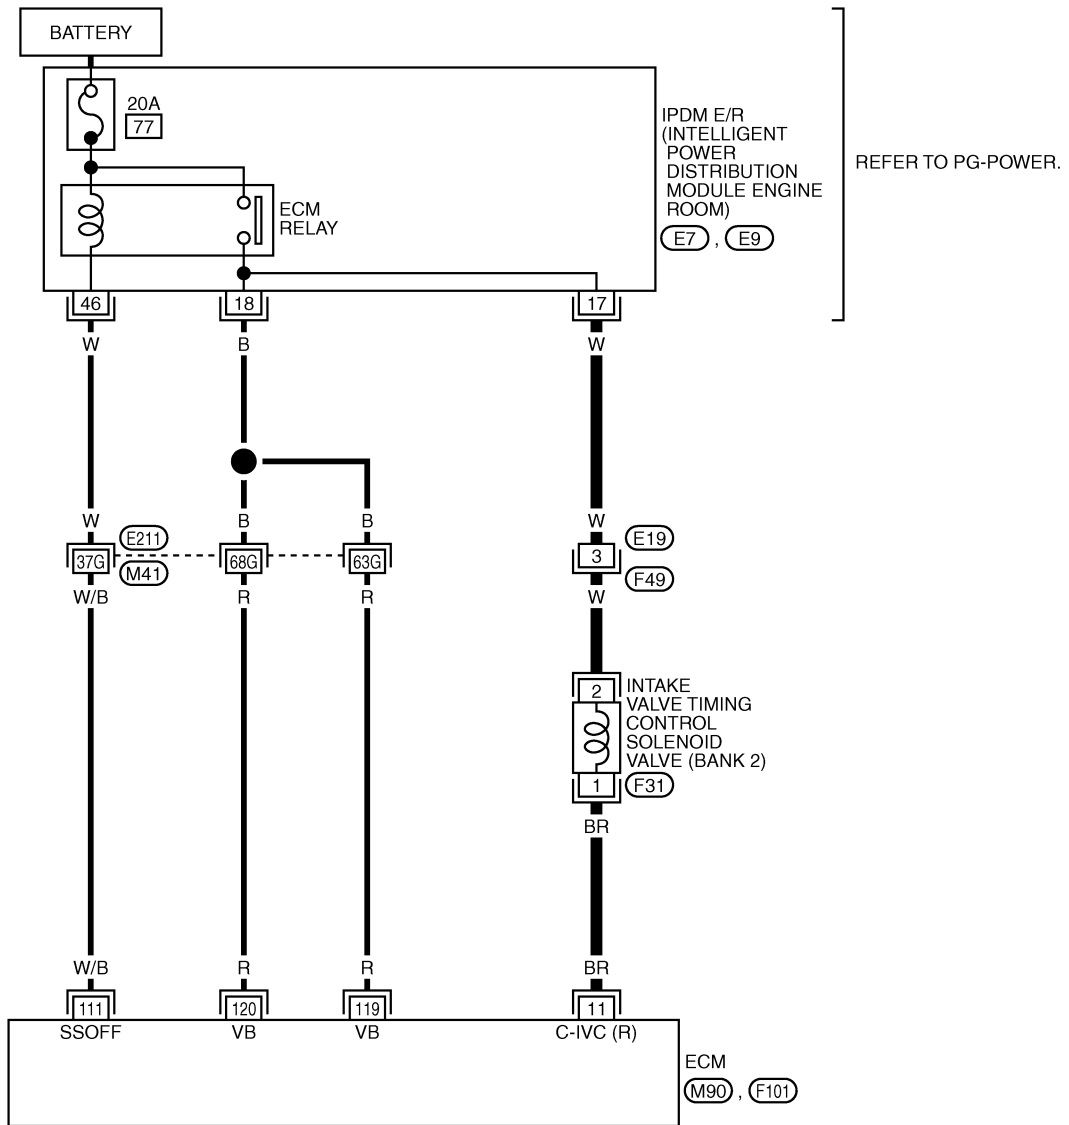 BATTERY
20A
77
IPDM E/R
(INTELLIGENT
POWER
DISTRIBUTION
MODULE ENGINE
ROOM)
E7 , E9
REFER TO PG-POWER.
ECM
RELAY
46
18
17
W
B
W
W
B
B
W
E211
E19
37G
68G
63G
3
M41
F49
W/B
R
R
W
2
INTAKE
VALVE TIMING
CONTROL
SOLENOID
VALVE (BANK 2)
1
F31
BR
W/B
R
R
BR
111
120
119
11
SSOFF
VB
VB
C-IVC (R)
ECM
M90 , F101